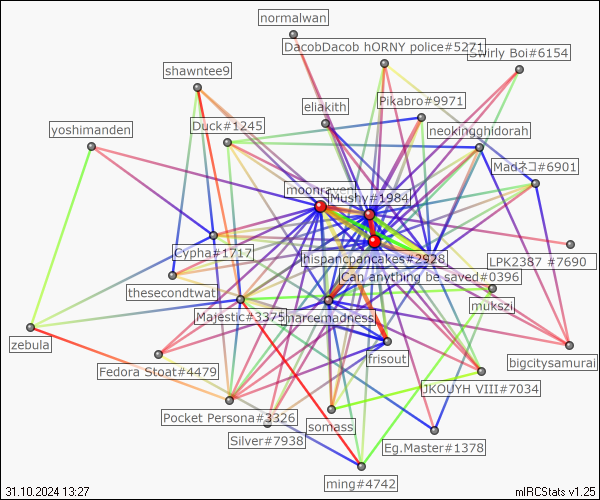 normalwan
DacobDacob hORNY police#5271
Swirly Boi#6154
shawntee9
eliakith
Pikabro#9971
yoshimanden
Duck#1245
neokingghidorah
Madネコ#6901
moonraven
Mushy#1984
Cypha#1717
hispancpancakes#2928
LPK2387 #7690
Can anything be saved#0396
thesecondtwat
mukszi
Majestic#3375
narcemadness
zebula
frisout
bigcitysamurai
Fedora Stoat#4479
JKOUYH VIII#7034
Pocket Persona#3326
somass
Silver#7938
Eg.Master#1378
ming#4742
31.10.2024 13:27
mIRCStats v1.25